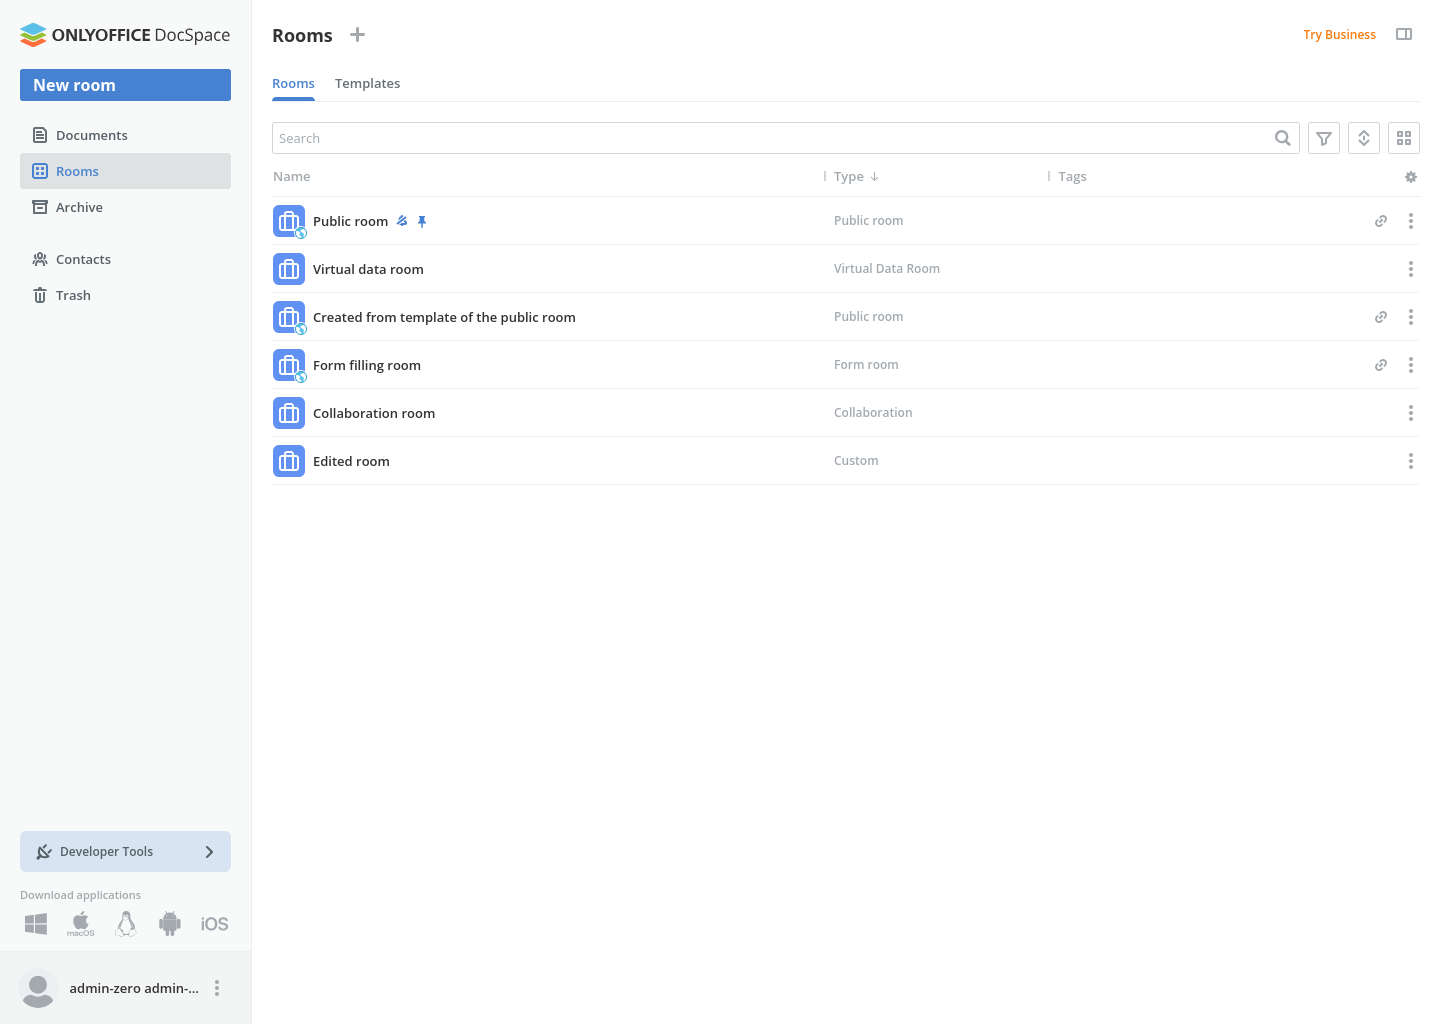 ONLYOFFICE DocSpace
New room
Documents
Rooms
Archive
Contacts
Trash
Developer Tools
Download applications
macOS
iOS
admin-zero admin-...
Rooms
Try Business
Rooms Templates
Search
Name Type Tags
Public room Public room
Virtual data room Virtual Data Room
Created from template of the public room Public room
Form filling room Form room
Collaboration room Collaboration
Edited room Custom